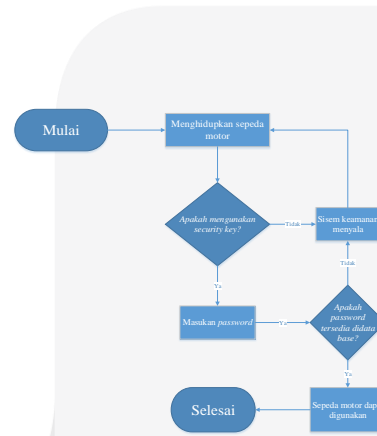 Mulai
Menghidupkan sepeda
motor
Apakah mengunakan
security key?
Tidak
Sisem keamanan
menyala
Ya
Tidak
Masukan password
Ya
Apakah
password
tersedia didata
base?
Ya
Selesai
Sepeda motor dap
digunakan